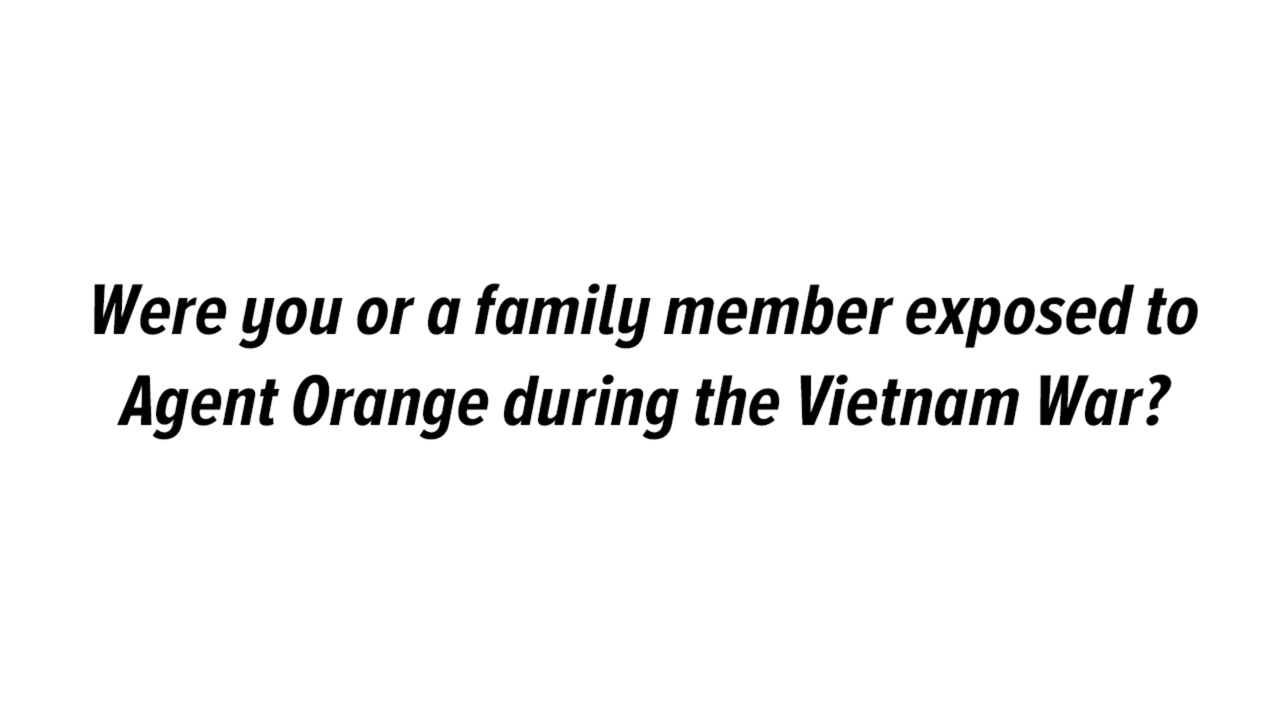 Were you or a family member exposed to
Agent Orange during the Vietnam War?